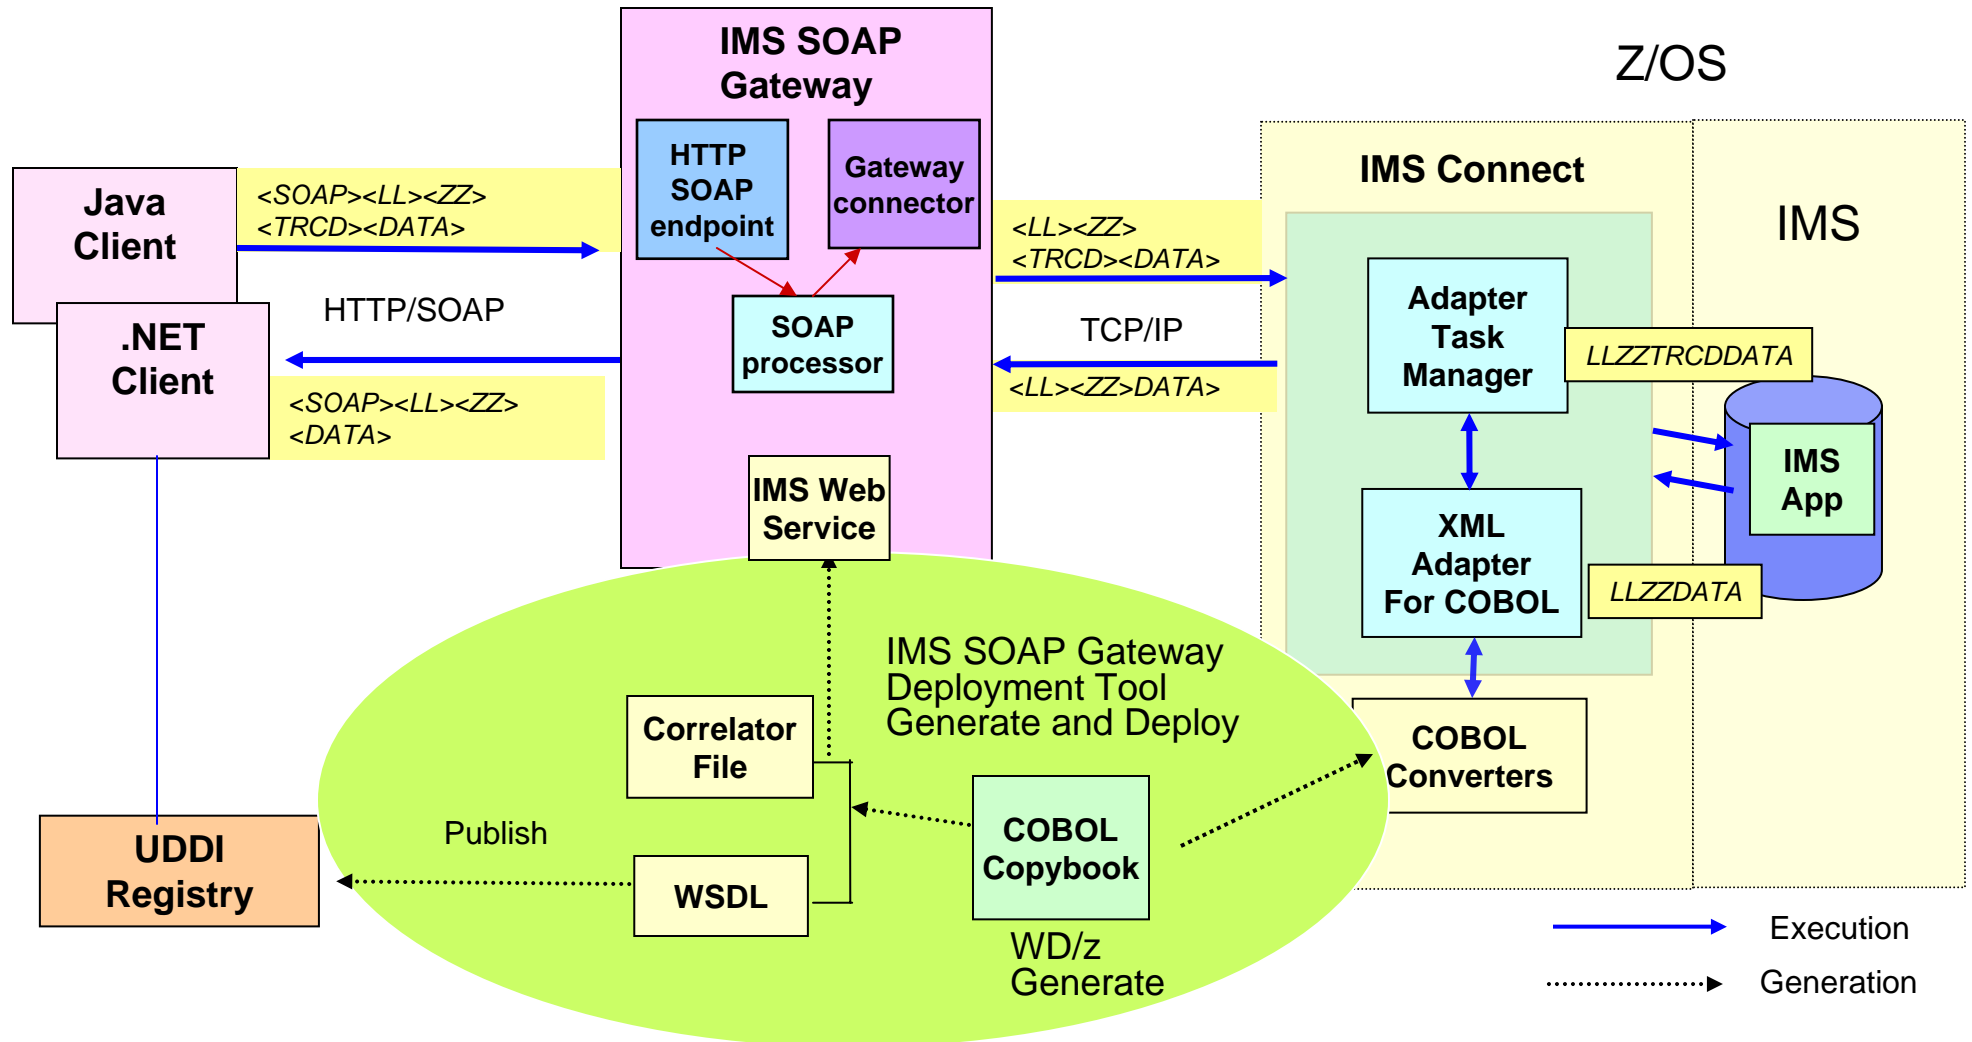 IMS SOAP
Gateway
Z/OS
HTTP
SOAP
endpoint
Gateway
connector
IMS Connect
Java
Client
<SOAP><LL><ZZ>
<TRCD><DATA>
<LL><ZZ>
<TRCD><DATA>
IMS
HTTP/SOAP
SOAP
processor
TCP/IP
Adapter
Task
Manager
LLZZTRCDDATA
.NET
Client
<SOAP><LL><ZZ>
<DATA>
<LL><ZZ>DATA>
IMS
App
IMS Web
Service
XML
Adapter
For COBOL
LLZZDATA
IMS SOAP Gateway
Deployment Tool
Generate and Deploy
Correlator
File
COBOL
Converters
UDDI
Registry
Publish
WSDL
COBOL
Copybook
WD/z
Generate
Execution
Generation